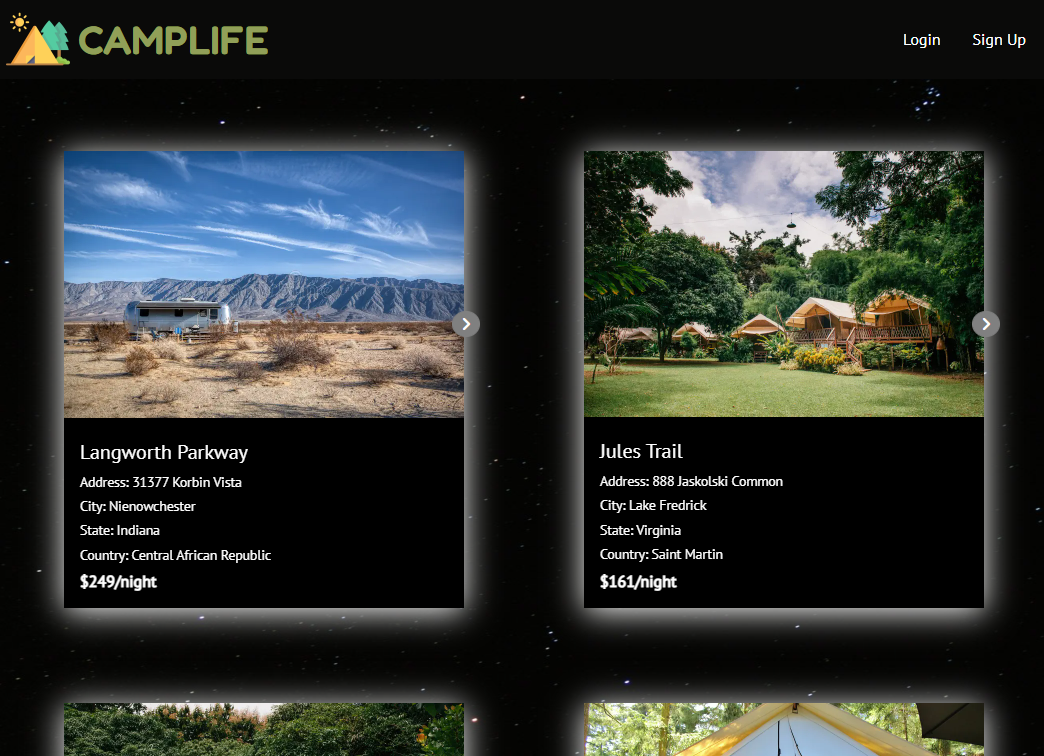 CAMPLIFE
Login
Sign Up
Langworth Parkway
Address: 31377 Korbin Vista
City: Nienowchester
State: Indiana
Country: Central African Republic
$249/night
Jules Trail
Address: 888 Jaskolski Common
City: Lake Fredrick
State: Virginia
Country: Saint Martin
$161/night